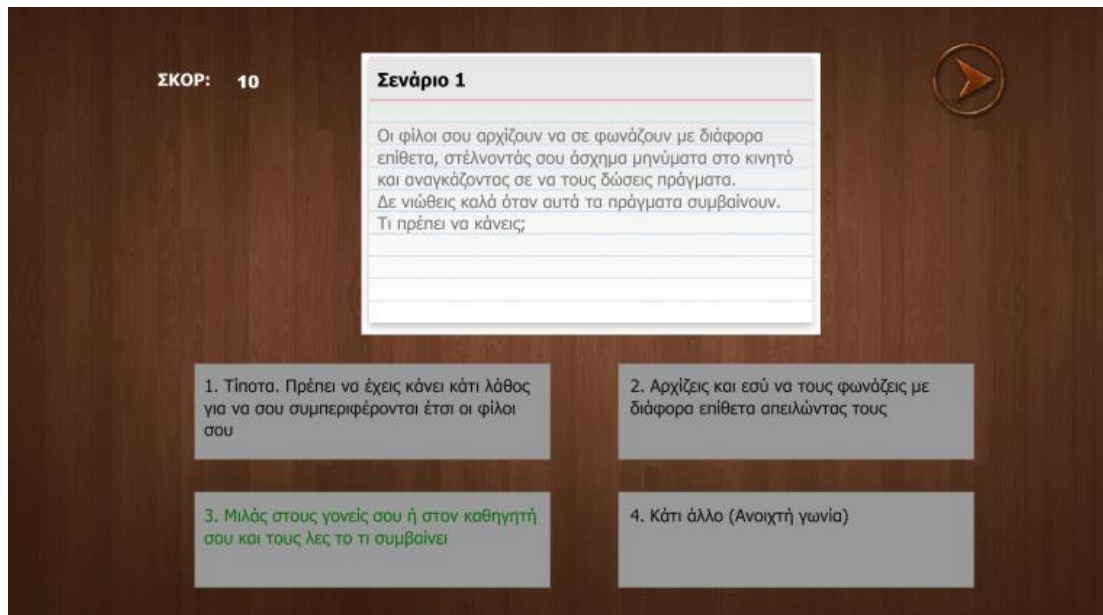 ΣΚΟΡ: 10
Σενάριο 1
Οι φίλοι σου αρχίζουν να σε φωνάζουν με διάφορα
επίθετα, στέλνοντάς σου άσχημα μηνύματα στο κινητό
και αναγκάζοντας σε να τους δώσεις πράγματα.
Δε νιώθεις καλά όταν αυτά τα πράγματα συμβαίνουν.
Τι πρέπει να κάνεις;
1. Τίποτα. Πρέπει να έχεις κάνει κάτι λάθος
για να σου συμπεριφέρονται έτσι οι φίλοι
σου
2. Αρχίζεις και εσύ να τους φωνάζεις με
διάφορα επίθετα απειλώντας τους
3. Μιλάς στους γονείς σου ή στον καθηγητή
σου και τους λες το τι συμβαίνει
4. Κάτι άλλο (Ανοιχτή γωνία)